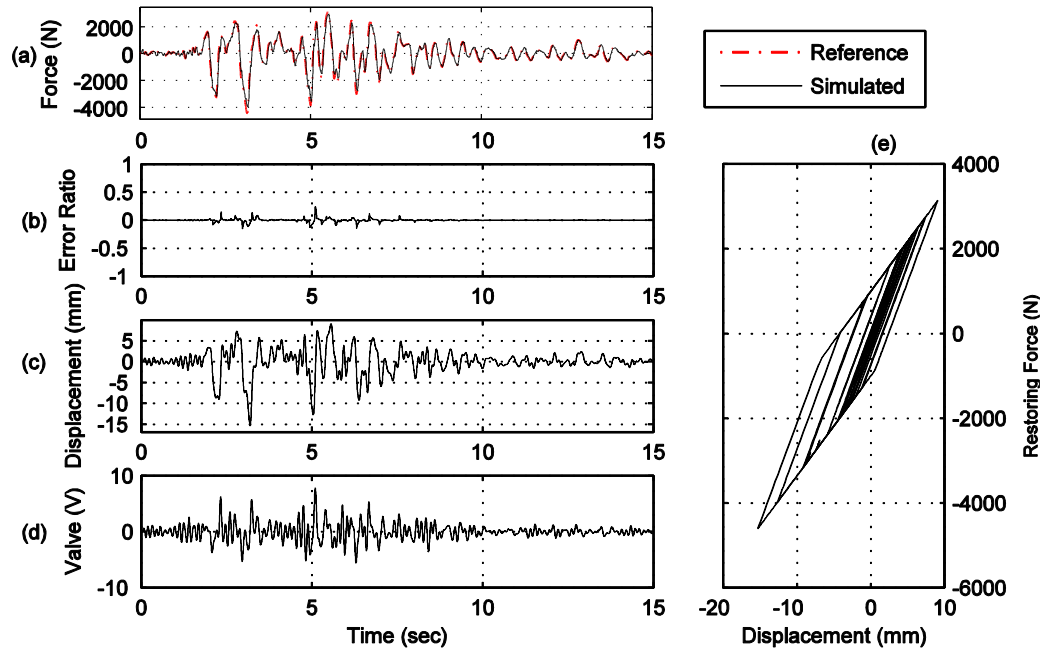 (a)
Force (N)
2000
0
-2000
-4000
0 5 10 15
Reference
Simulated
(b)
Error Ratio
1
0.5
0
-0.5
-1
0 5 10 15
(c)
Displacement (mm)
5
0
-5
-10
-15
0 5 10 15
(d)
Valve (V)
10
0
-10
0 5 10 15
Time (sec)
(e)
4000
2000
0
-2000
-4000
-6000
Restoring Force (N)
-20 -10 0 10
Displacement (mm)